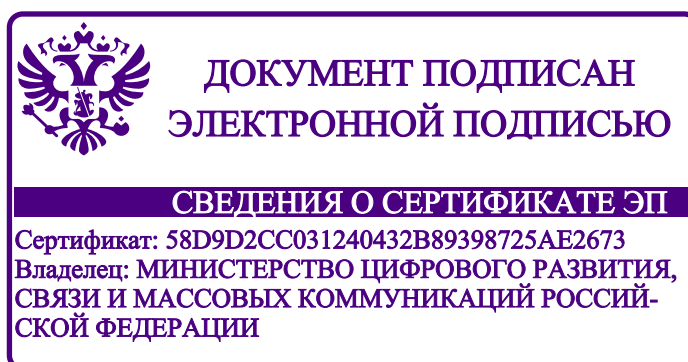 ДОКУМЕНТ ПОДПИСАН
ЭЛЕКТРОННОЙ ПОДПИСЬЮ
СВЕДЕНИЯ О СЕРТИФИКАТЕ ЭП
Сертификат: 58D9D2CC031240432B89398725AE2673
Владелец: МИНИСТЕРСТВО ЦИФРОВОГО РАЗВИТИЯ,
СВЯЗИ И МАССОВЫХ КОММУНИКАЦИЙ РОССИЙ-
СКОЙ ФЕДЕРАЦИИ